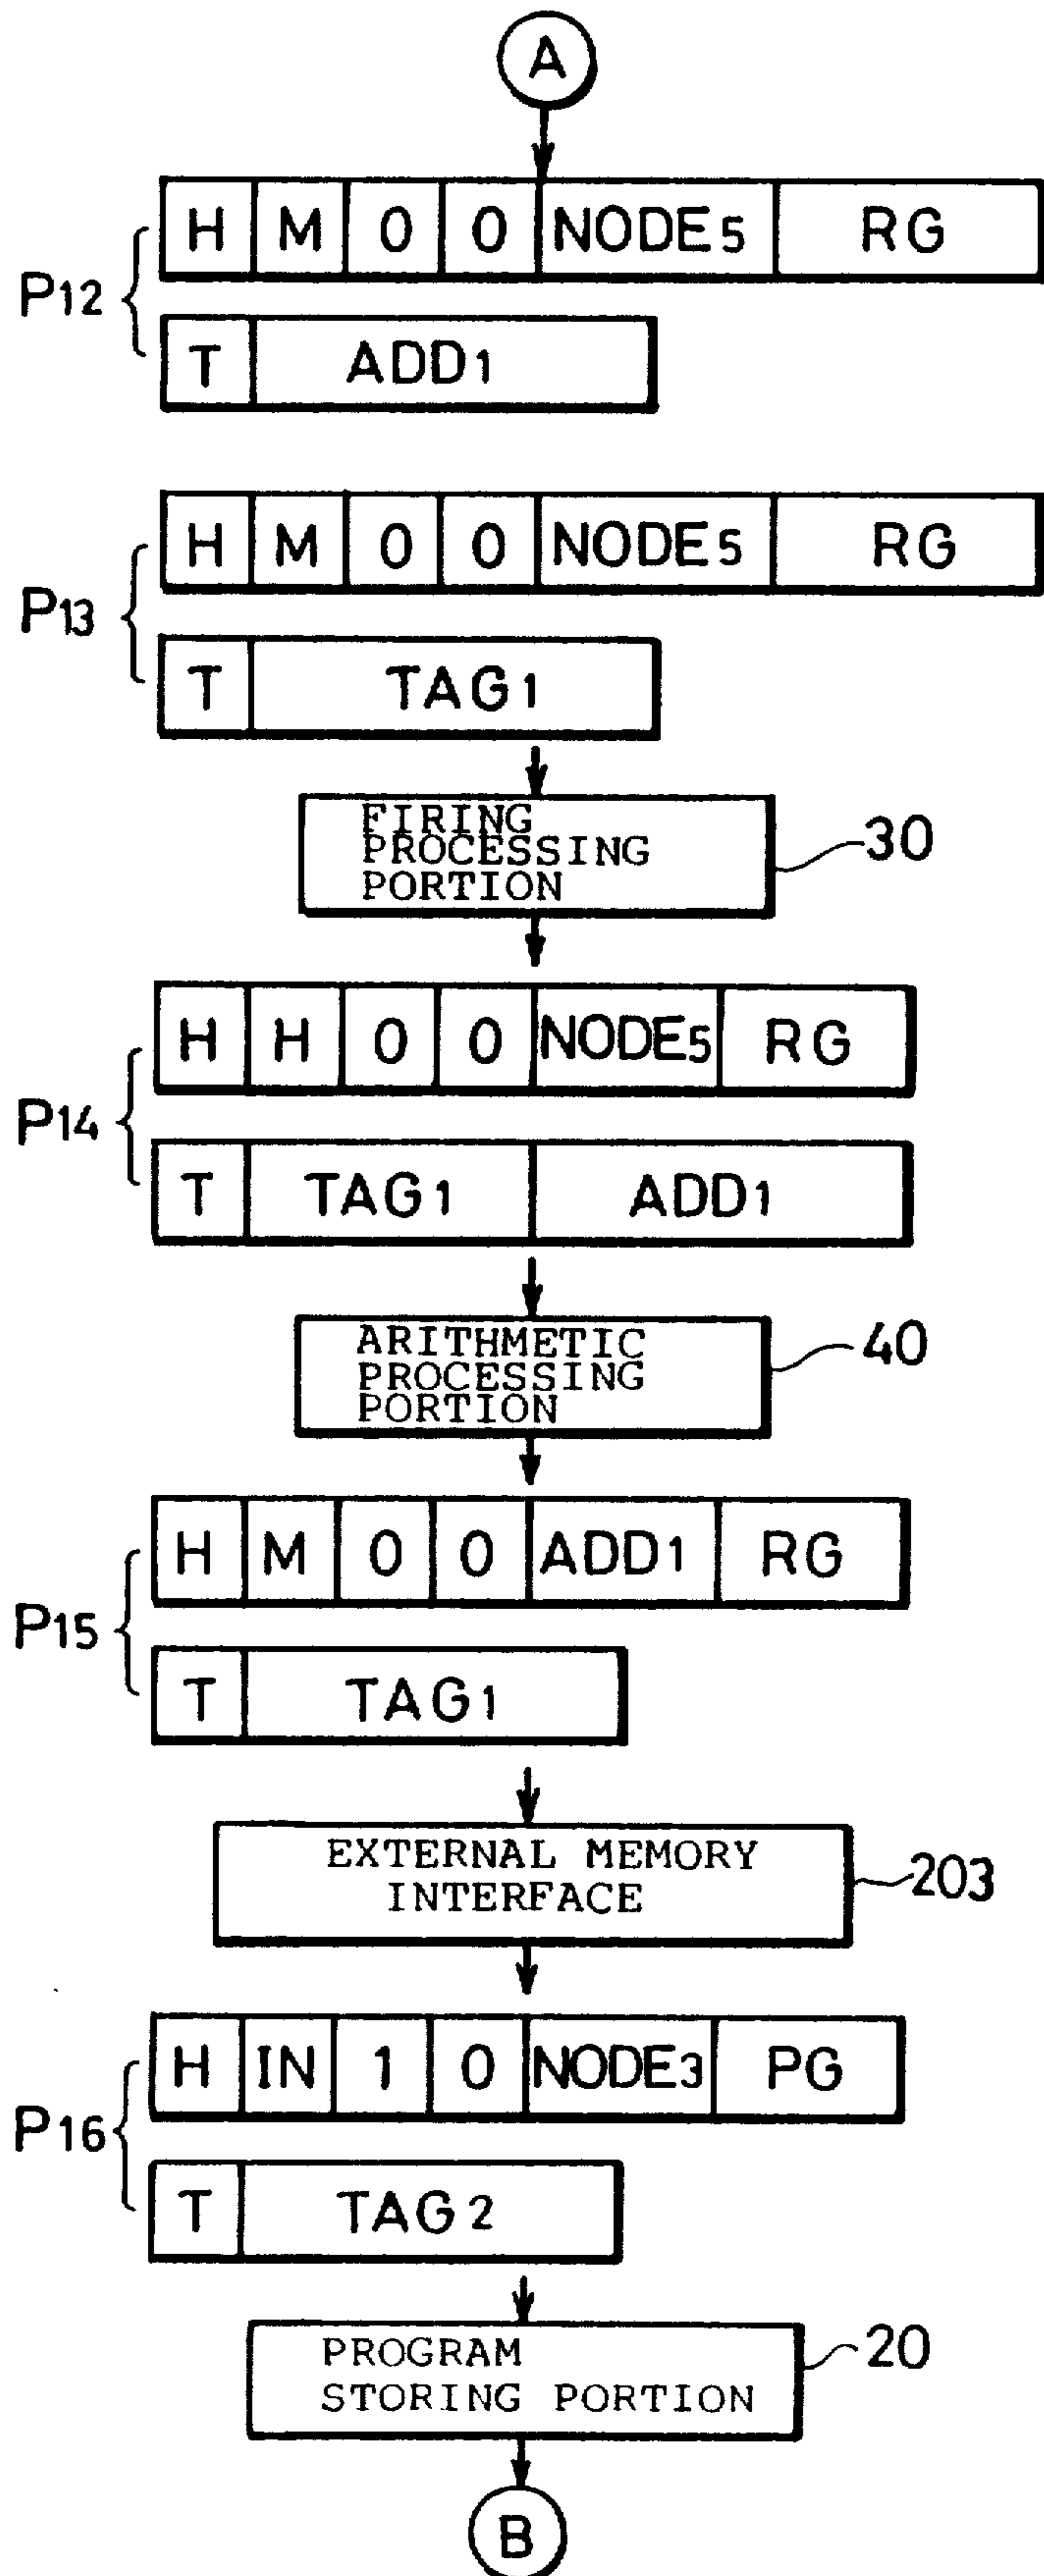 A
H M 0 0 NODE5 RG
P12
T ADD1
H M 0 0 NODE5 RG
P13
T TAG1
FIRING
PROCESSING
PORTION
30
H H 0 0 NODE5 RG
P14
T TAG1 ADD1
ARITHMETIC
PROCESSING
PORTION
40
H M 0 0 ADD1 RG
P15
T TAG1
EXTERNAL MEMORY
INTERFACE
203
H IN 1 0 NODE3 PG
P16
T TAG2
PROGRAM
STORING PORTION
20
B